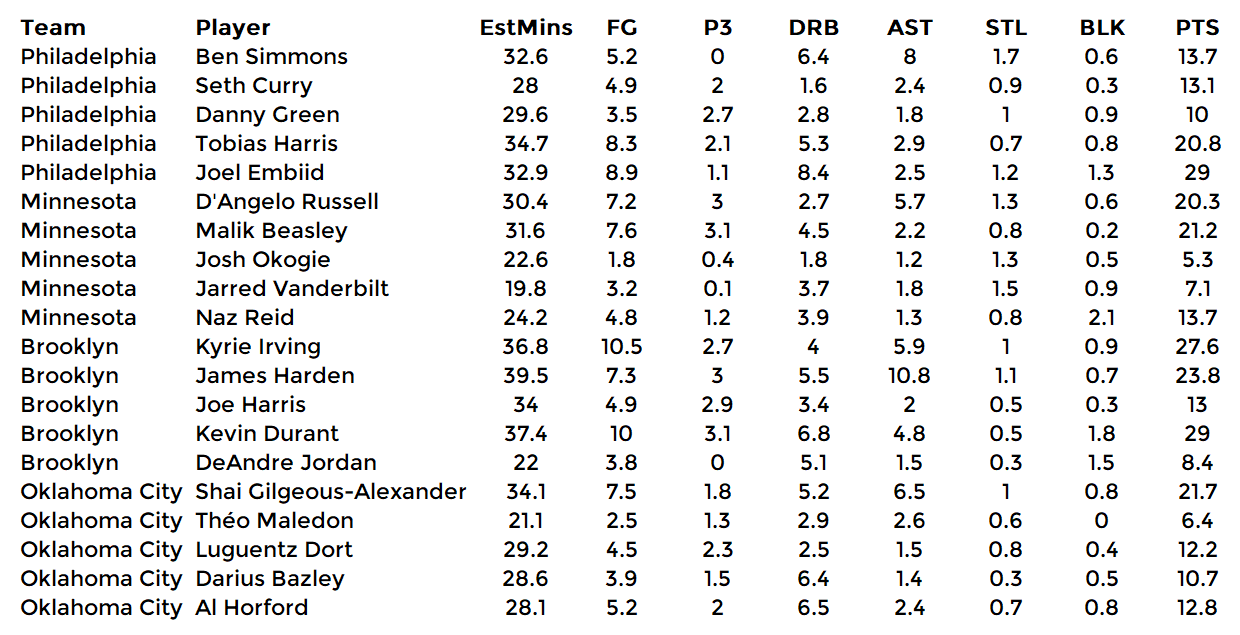 Team Player EstMins FG P3 DRB AST STL BLK PTS
Philadelphia Ben Simmons 32.6 5.2 0 6.4 8 1.7 0.6 13.7
Philadelphia Seth Curry 28 4.9 2 1.6 2.4 0.9 0.3 13.1
Philadelphia Danny Green 29.6 3.5 2.7 2.8 1.8 1 0.9 10
Philadelphia Tobias Harris 34.7 8.3 2.1 5.3 2.9 0.7 0.8 20.8
Philadelphia Joel Embiid 32.9 8.9 1.1 8.4 2.5 1.2 1.3 29
Minnesota D'Angelo Russell 30.4 7.2 3 2.7 5.7 1.3 0.6 20.3
Minnesota Malik Beasley 31.6 7.6 3.1 4.5 2.2 0.8 0.2 21.2
Minnesota Josh Okogie 22.6 1.8 0.4 1.8 1.2 1.3 0.5 5.3
Minnesota Jarred Vanderbilt 19.8 3.2 0.1 3.7 1.8 1.5 0.9 7.1
Minnesota Naz Reid 24.2 4.8 1.2 3.9 1.3 0.8 2.1 13.7
Brooklyn Kyrie Irving 36.8 10.5 2.7 4 5.9 1 0.9 27.6
Brooklyn James Harden 39.5 7.3 3 5.5 10.8 1.1 0.7 23.8
Brooklyn Joe Harris 34 4.9 2.9 3.4 2 0.5 0.3 13
Brooklyn Kevin Durant 37.4 10 3.1 6.8 4.8 0.5 1.8 29
Brooklyn DeAndre Jordan 22 3.8 0 5.1 1.5 0.3 1.5 8.4
Oklahoma City Shai Gilgeous-Alexander 34.1 7.5 1.8 5.2 6.5 1 0.8 21.7
Oklahoma City Théo Maledon 21.1 2.5 1.3 2.9 2.6 0.6 0 6.4
Oklahoma City Luguentz Dort 29.2 4.5 2.3 2.5 1.5 0.8 0.4 12.2
Oklahoma City Darius Bazley 28.6 3.9 1.5 6.4 1.4 0.3 0.5 10.7
Oklahoma City Al Horford 28.1 5.2 2 6.5 2.4 0.7 0.8 12.8